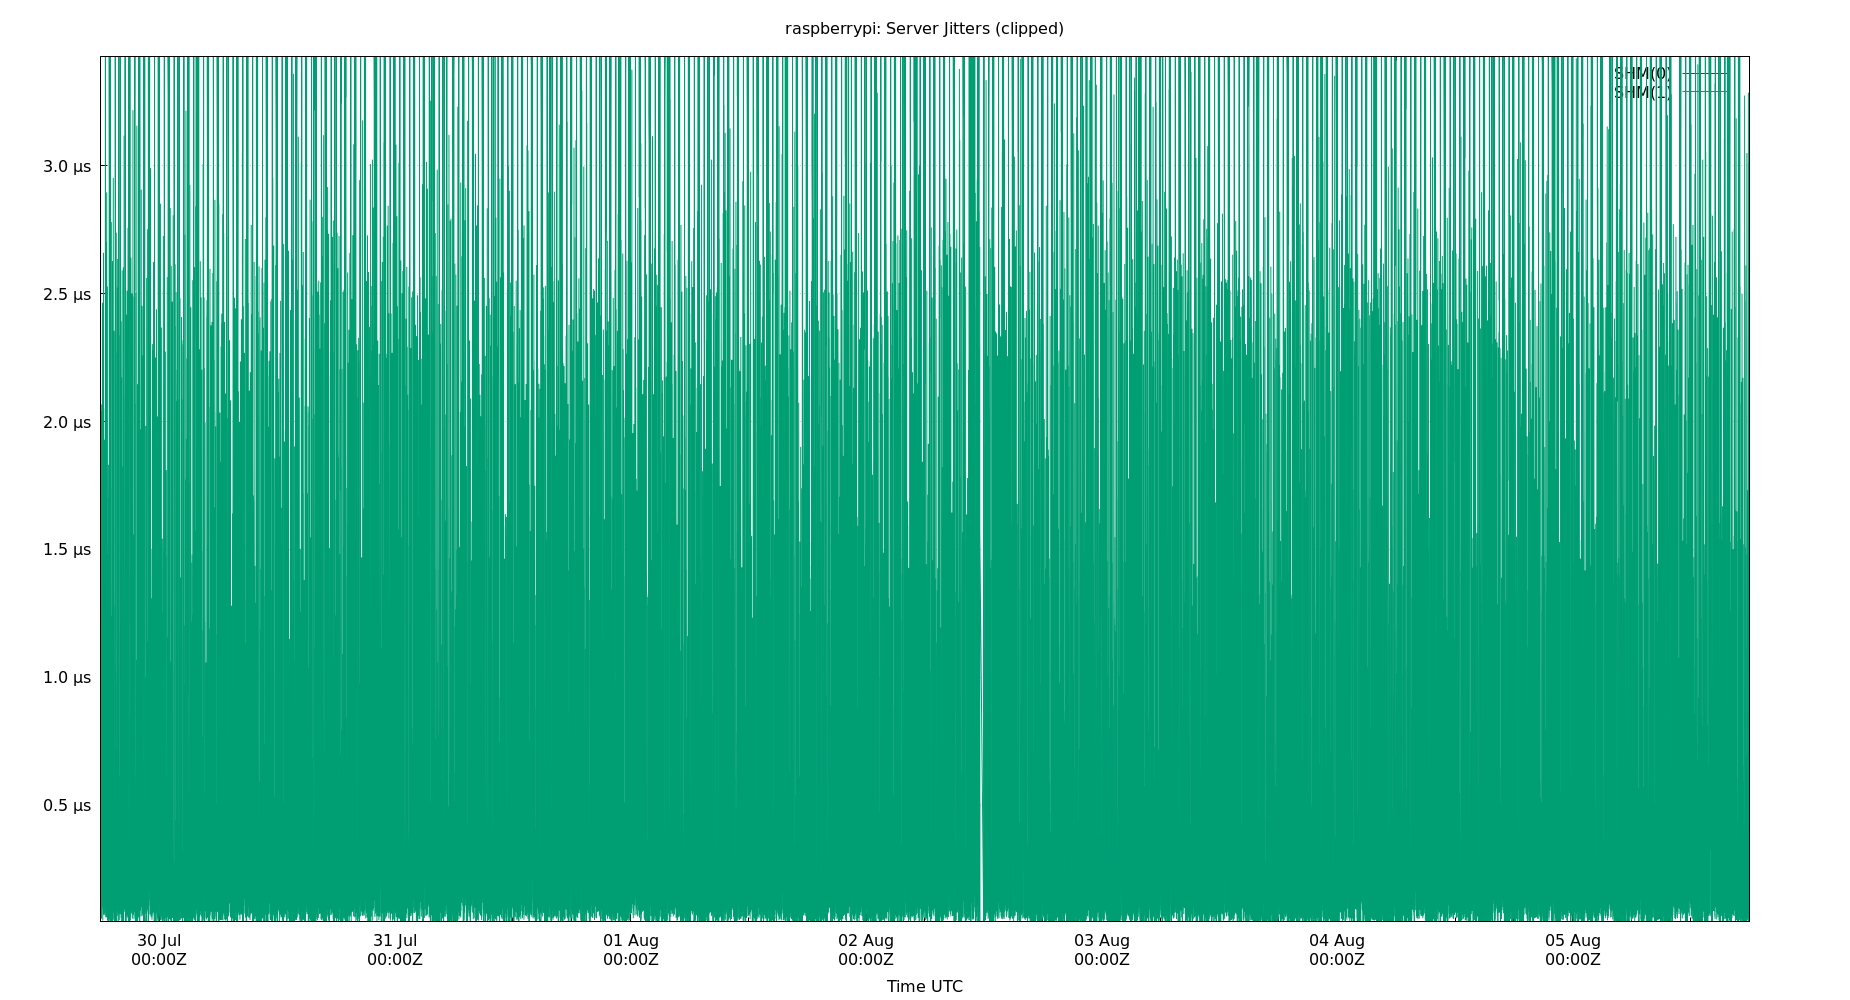 raspberrypi: Server Jitters (clipped)
SHM(0)
SHM(1)
3.0 µs
2.5 µs
2.0 µs
1.5 µs
1.0 µs
0.5 µs
30 Jul 31 Jul 01 Aug 02 Aug 03 Aug 04 Aug 05 Aug
00:00Z 00:00Z 00:00Z 00:00Z 00:00Z 00:00Z 00:00Z
Time UTC